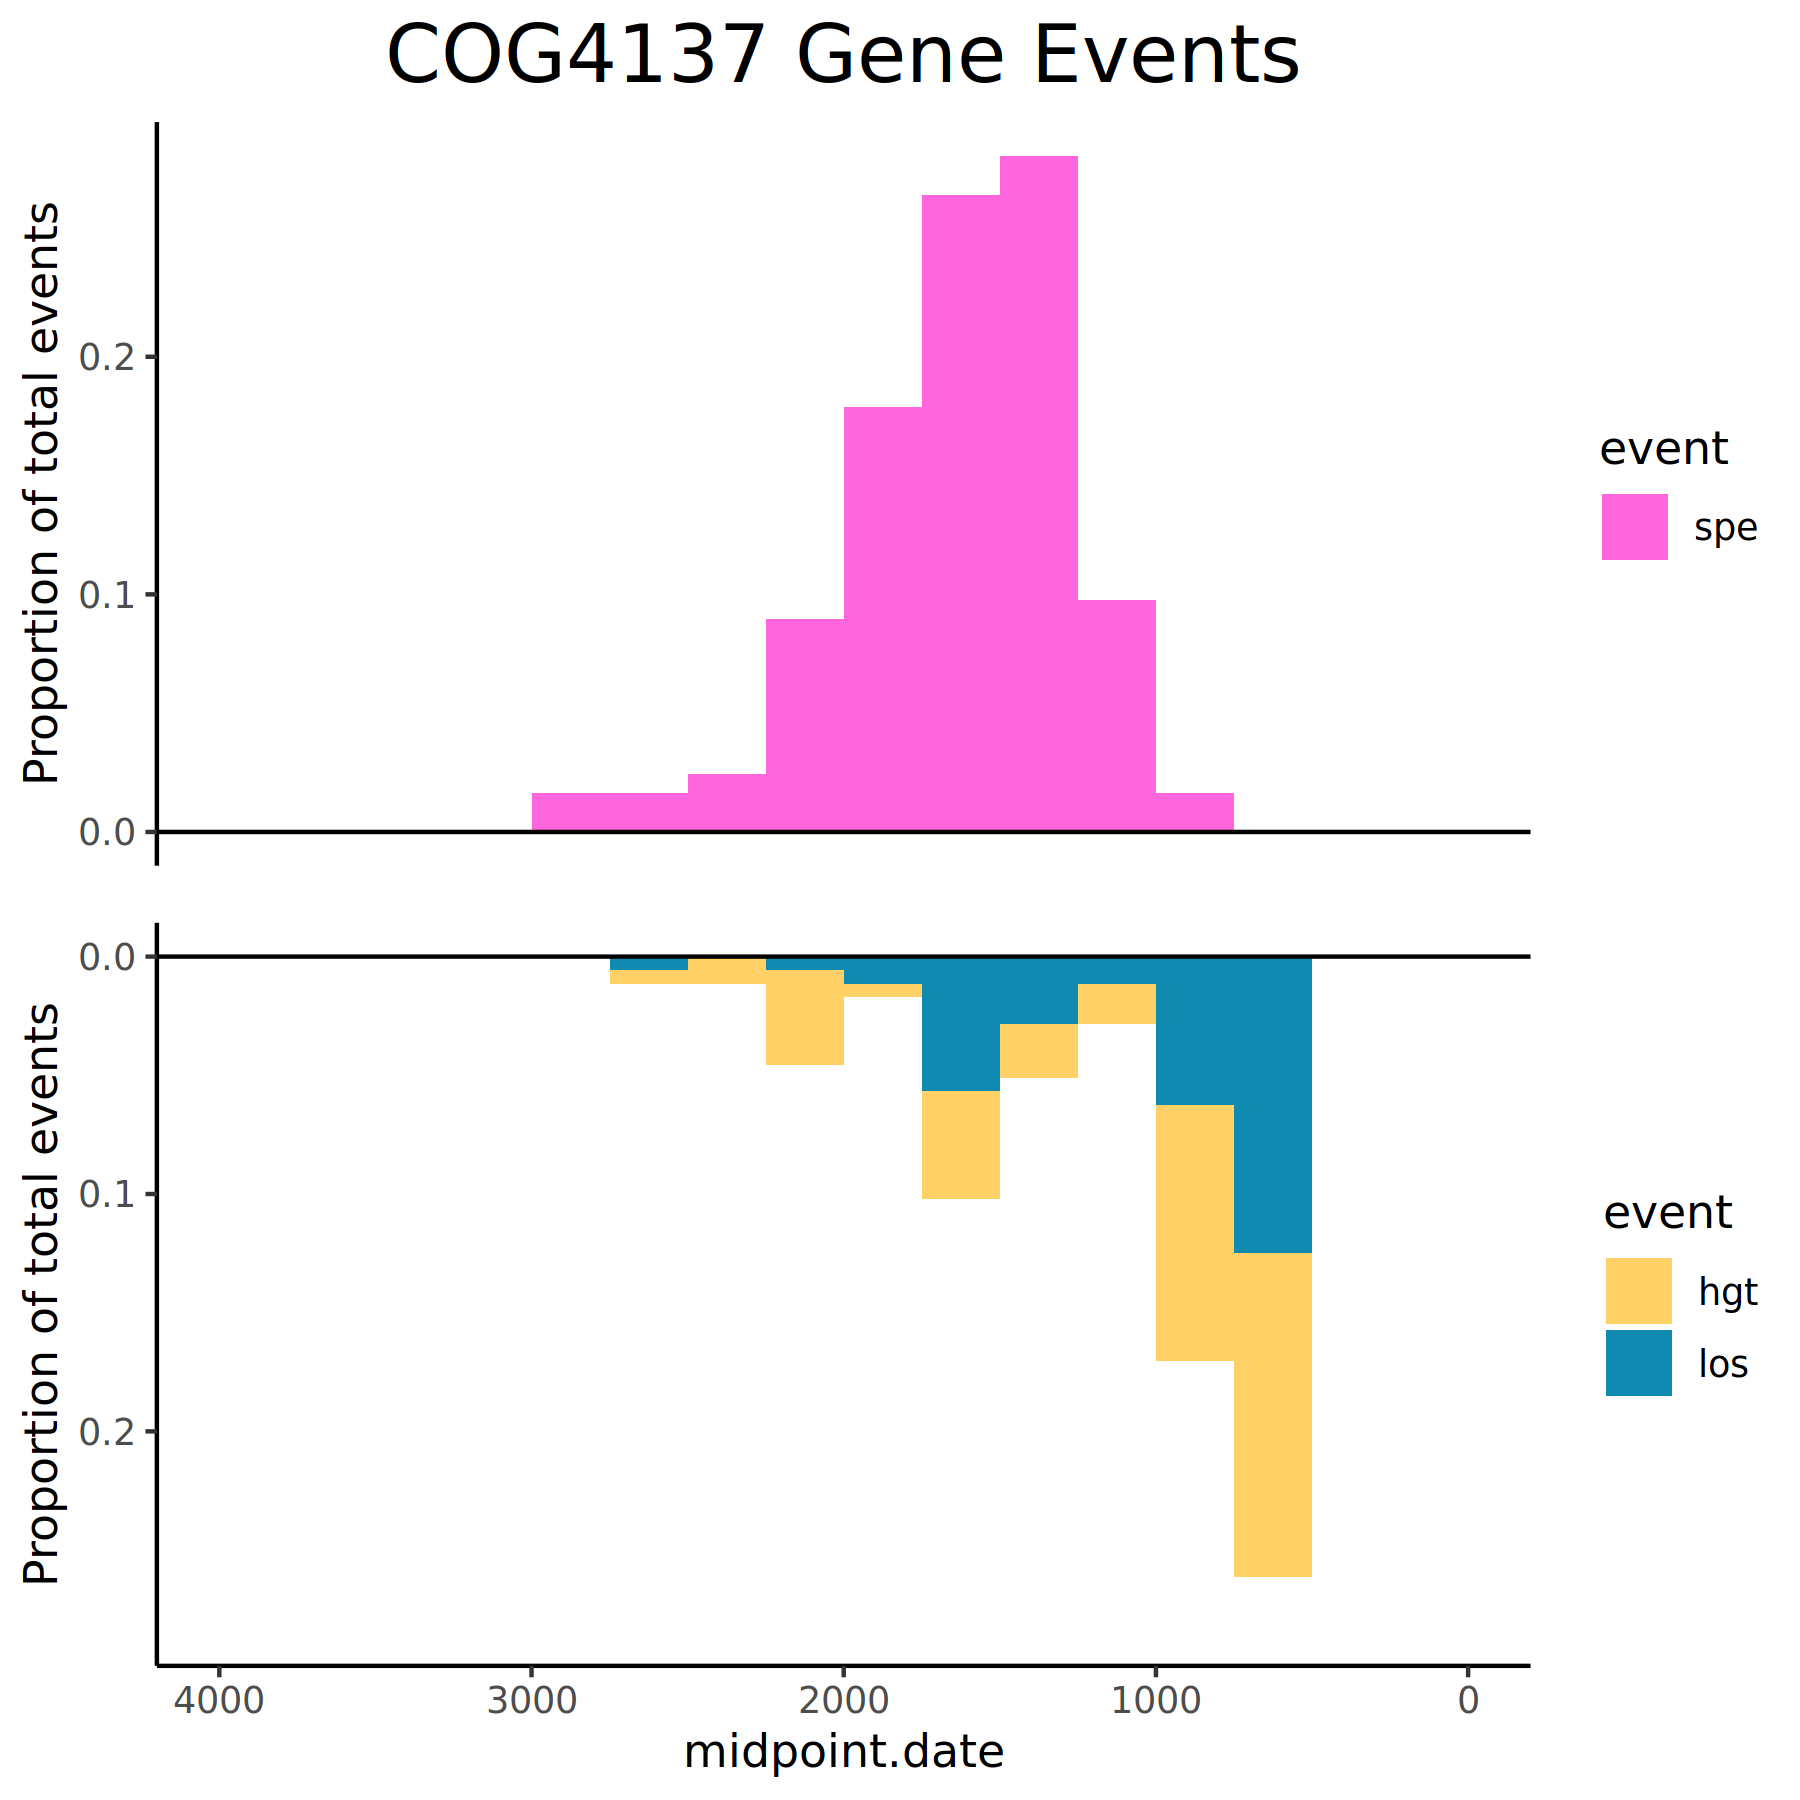 COG4137 Gene Events
Proportion of total events
0.2
0.1
0.0
event
spe
Proportion of total events
0.0
0.1
0.2
event
hgt
los
4000 3000 2000 1000 0
midpoint.date